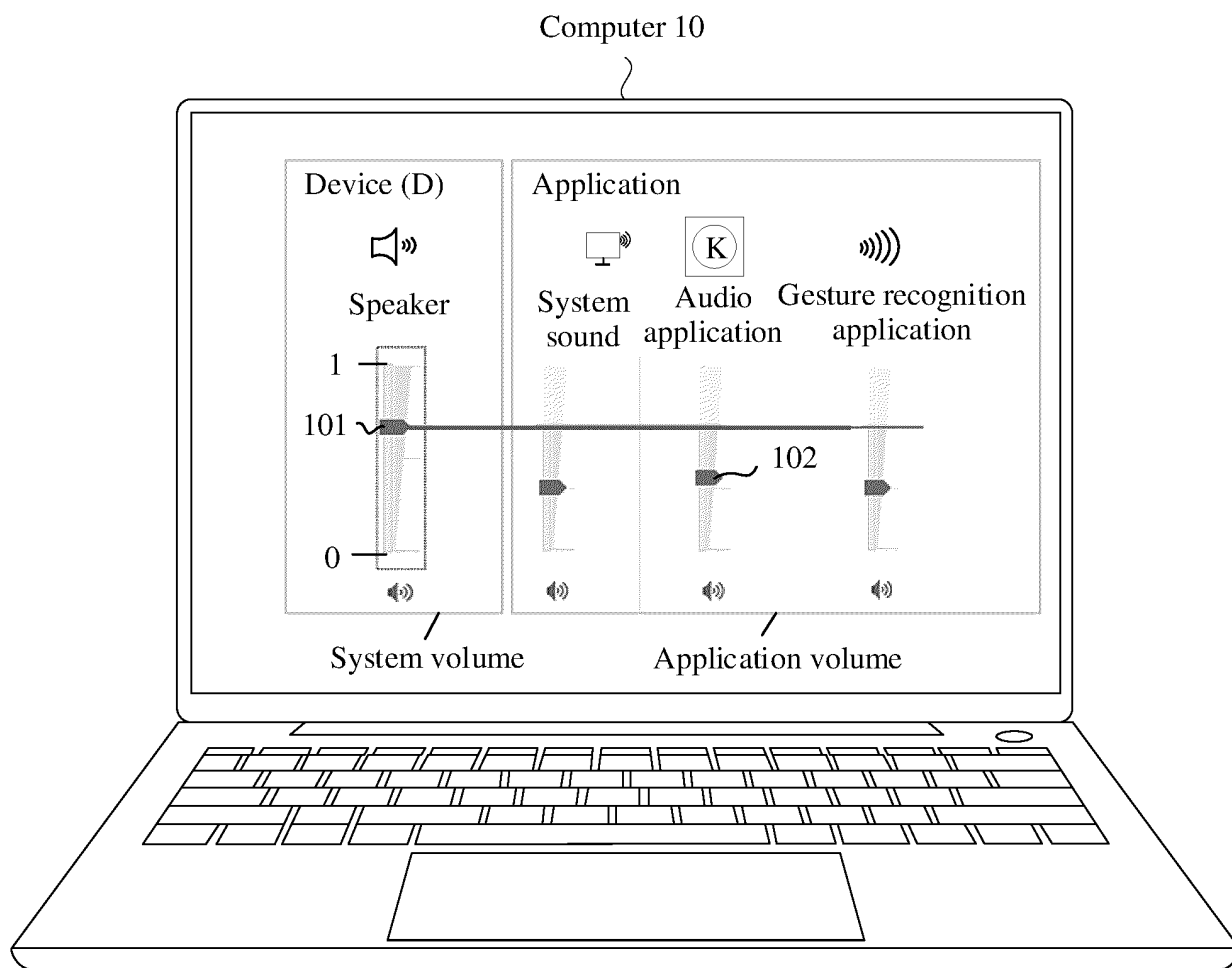 Computer 10
Device (D)
Application
K
Speaker
System
sound
Audio
application
Gesture recognition
application
1
101
102
0
System volume
Application volume